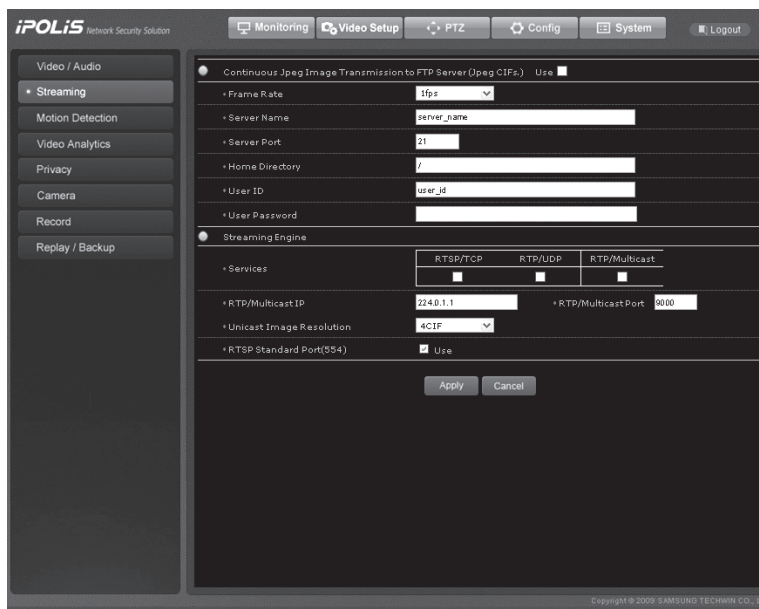 iPOLiS Network Security Solution
Monitoring Video Setup PTZ Config System Logout
Video / Audio
Streaming
Motion Detection
Video Analytics
Privacy
Camera
Record
Replay / Backup
Continuous Jpeg Image Transmission to FTP Server (Jpeg CIFs.) Use
Frame Rate 1fps
Server Name server_name
Server Port 21
Home Directory /
User ID user_id
User Password
Streaming Engine
RTSP/TCP RTP/UDP RTP/Multicast
Services
RTP/Multicast IP 224.0.1.1 RTP/Multicast Port 9000
Unicast Image Resolution 4CIF
RTSP Standard Port(554) Use
Apply Cancel
Copyright © 2009 SAMSUNG TECHWIN CO.,